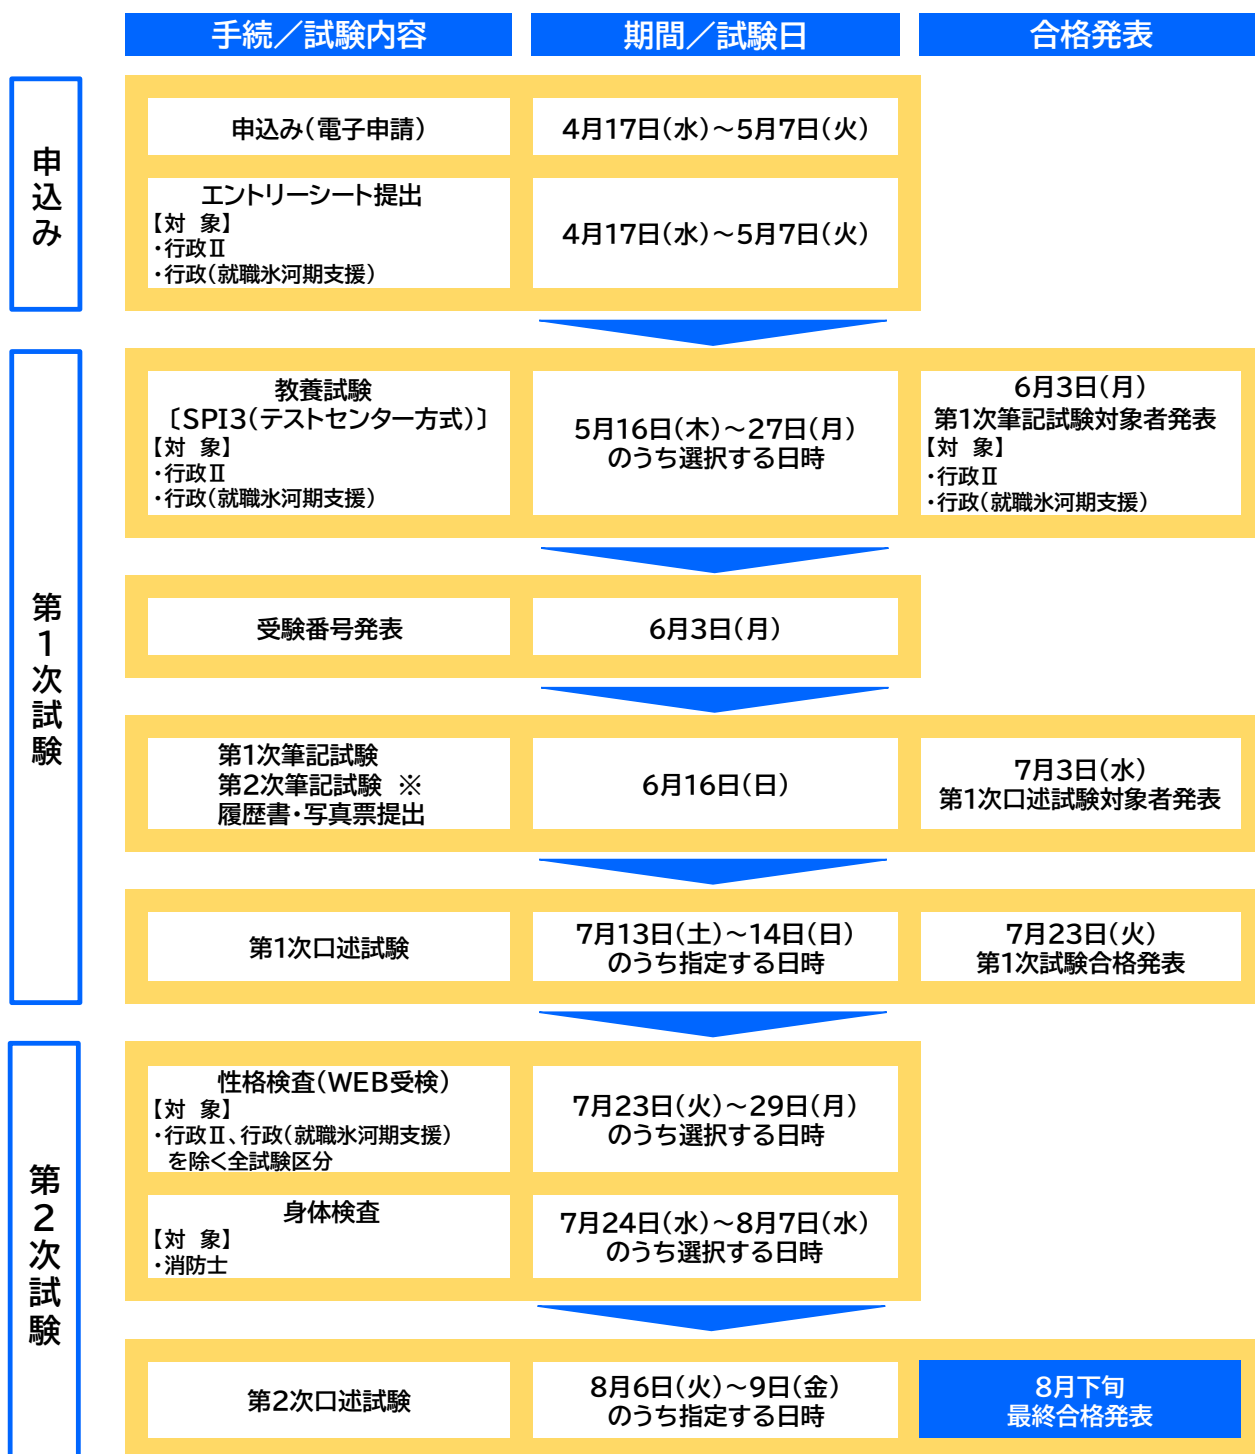 手続／試験内容
期間／試験日
合格発表
申込み
申込み（電子申請）
4月17日（水）～5月7日（火）
エントリーシート提出
【対 象】
・行政Ⅱ
・行政（就職氷河期支援）
4月17日（水）～5月7日（火）
第1次試験
教養試験
〔SPI3（テストセンター方式）〕
【対 象】
・行政Ⅱ
・行政（就職氷河期支援）
5月16日（木）～27日（月）
のうち選択する日時
6月3日（月）
第1次筆記試験対象者発表
【対 象】
・行政Ⅱ
・行政（就職氷河期支援）
受験番号発表
6月3日（月）
第1次筆記試験
第2次筆記試験 ※
履歴書・写真票提出
6月16日（日）
7月3日（水）
第1次口述試験対象者発表
第1次口述試験
7月13日（土）～14日（日）
のうち指定する日時
7月23日（火）
第1次試験合格発表
第2次試験
性格検査（WEB受検）
【対 象】
・行政Ⅱ、行政（就職氷河期支援）
を除く全試験区分
7月23日（火）～29日（月）
のうち選択する日時
身体検査
【対 象】
・消防士
7月24日（水）～8月7日（水）
のうち選択する日時
第2次口述試験
8月6日（火）～9日（金）
のうち指定する日時
8月下旬
最終合格発表